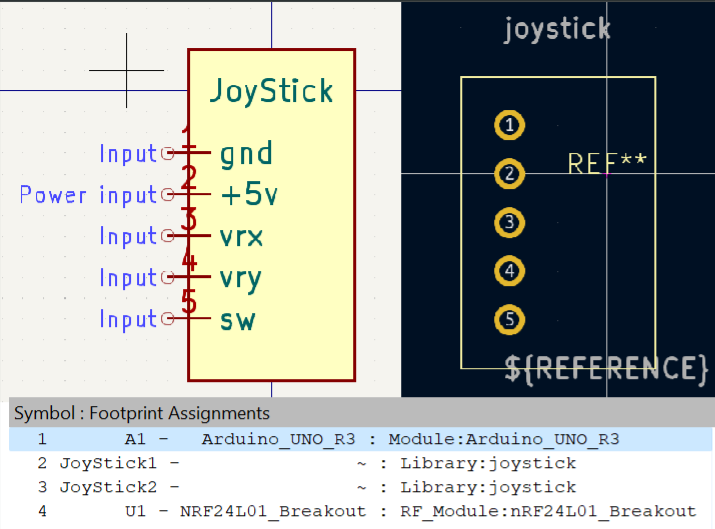 JoyStick
1
Input gnd
2
Power input +5v
3
Input vrx
4
Input vry
5
Input sw
joystick
1
REF**
2
3
4
5
${REFERENCE}
Symbol : Footprint Assignments
1 A1 - Arduino_UNO_R3 : Module:Arduino_UNO_R3
2 JoyStick1 - ~ : Library:joystick
3 JoyStick2 - ~ : Library:joystick
4 U1 - NRF24L01_Breakout : RF_Module:nRF24L01_Breakout